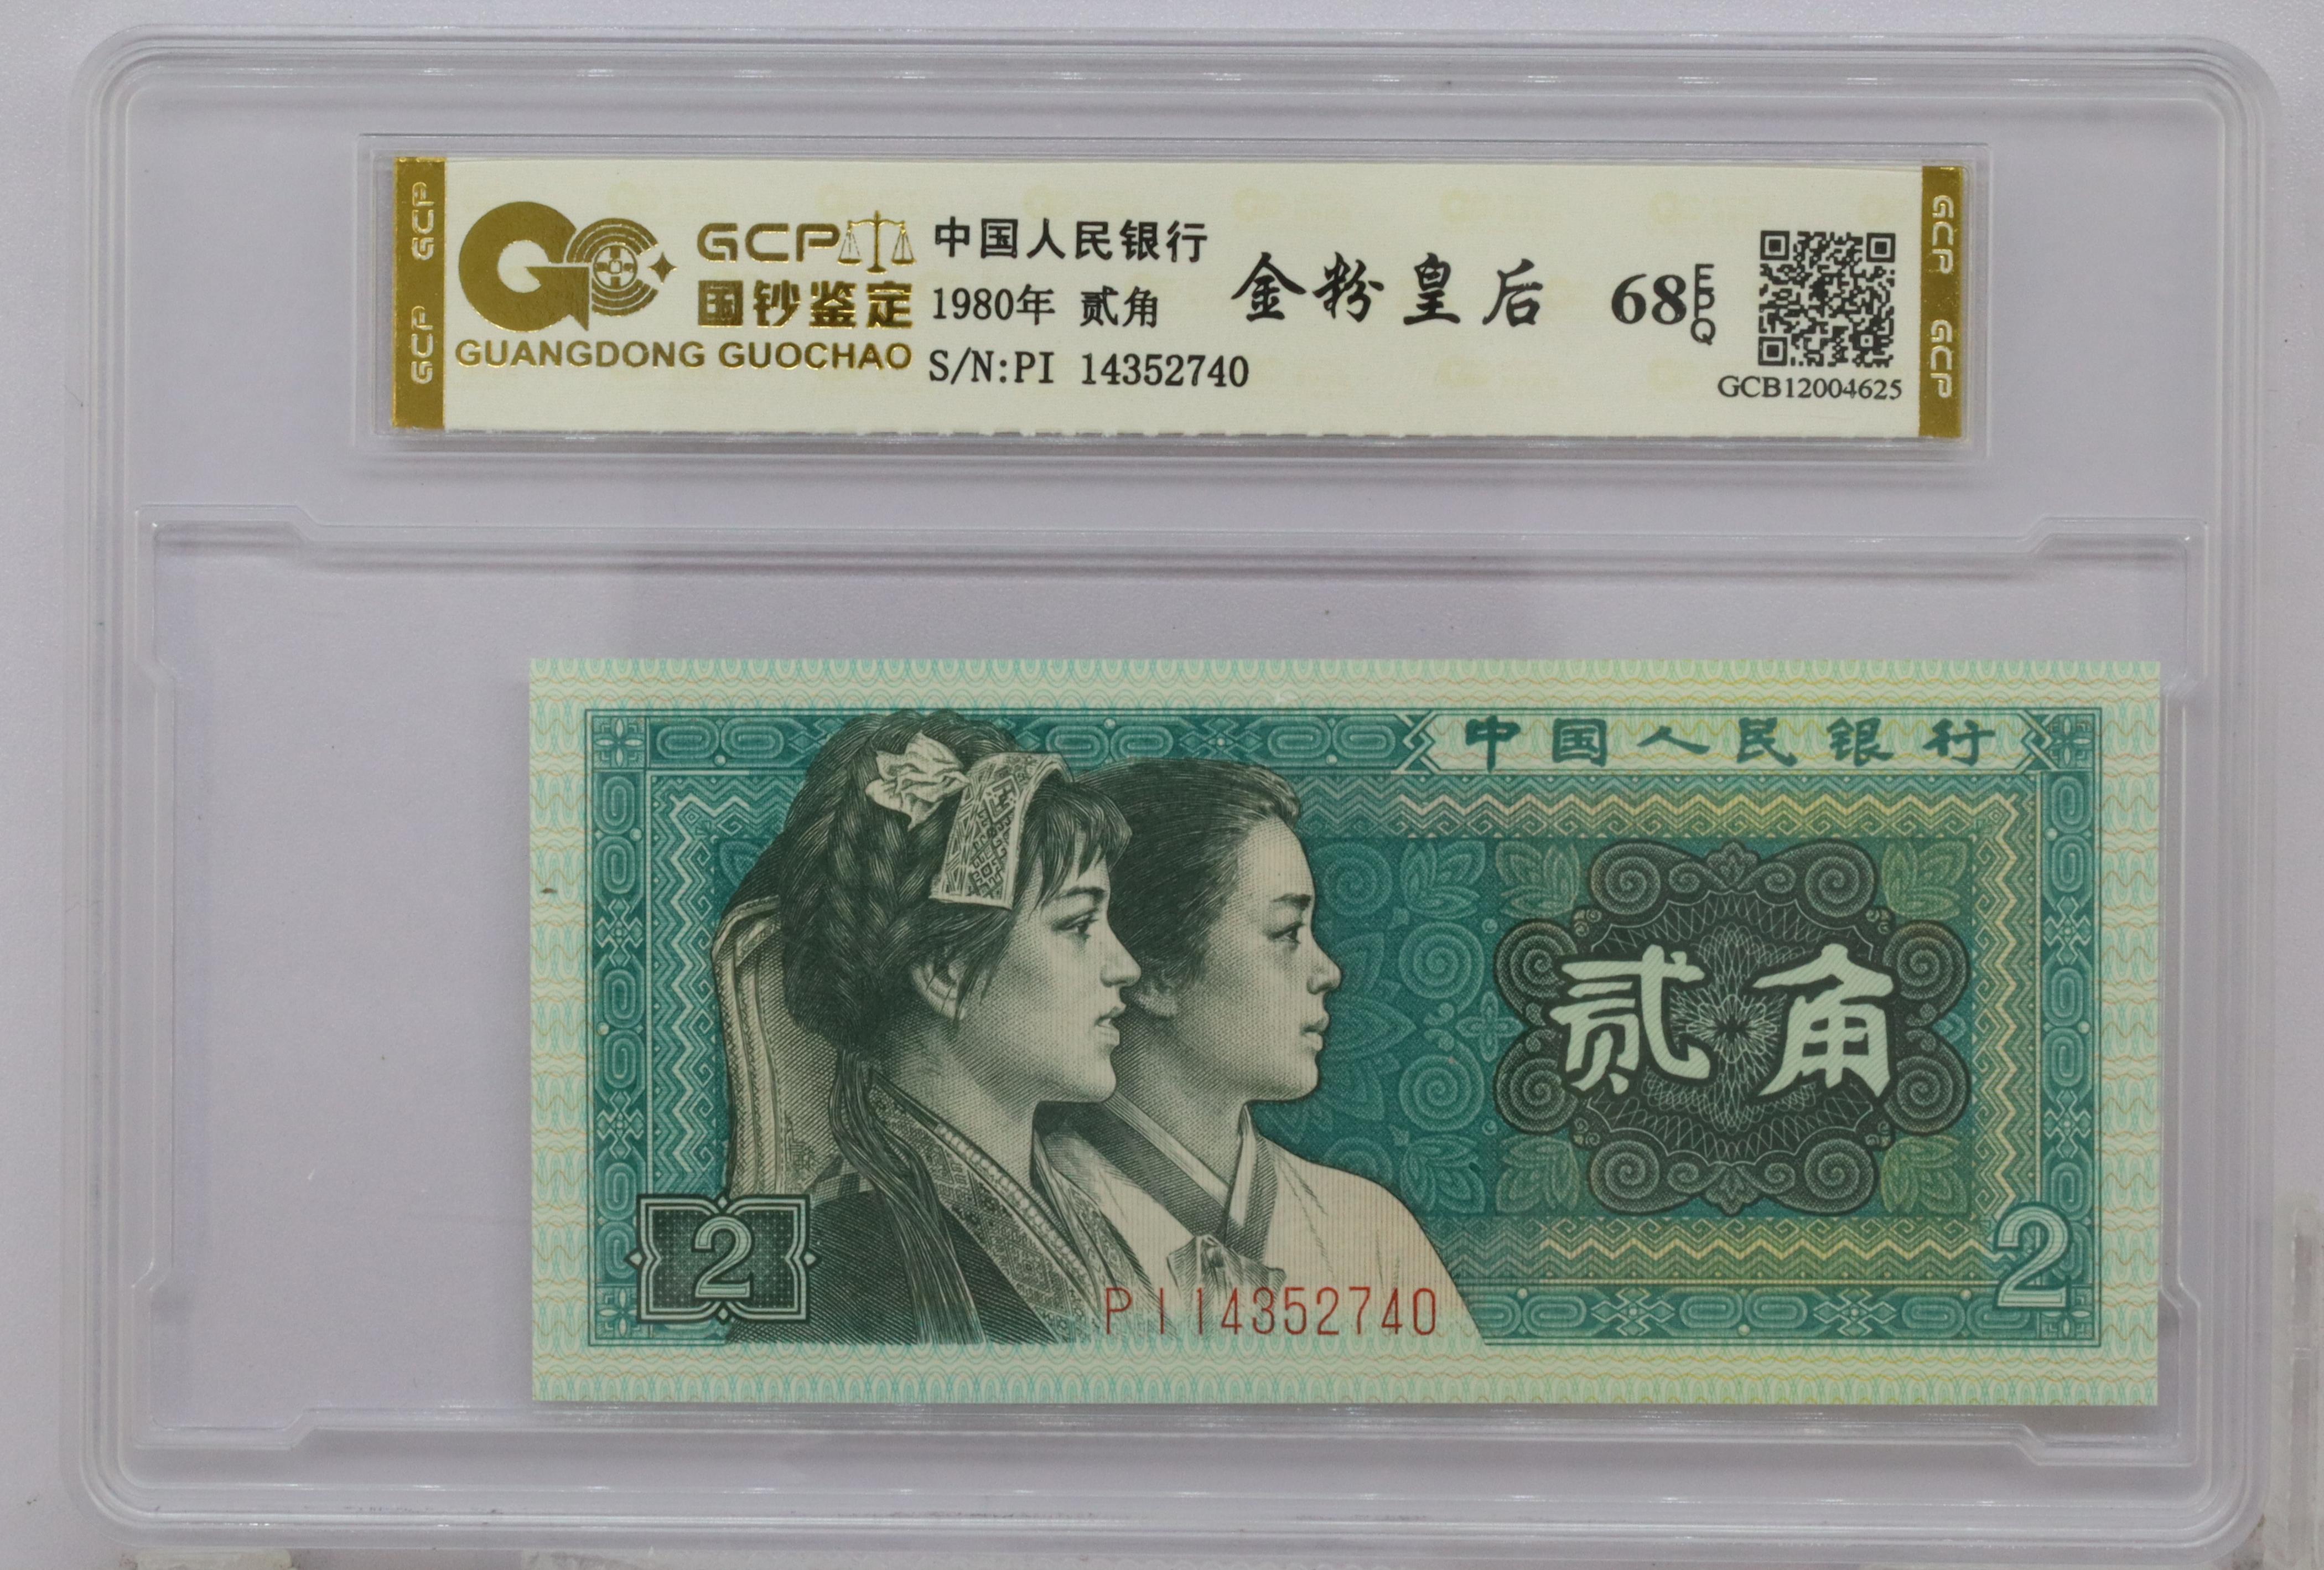 GCP GCP
GCP
国钞鉴定
GUANGDONG GUOCHAO
中国人民银行
1980年 贰角
S/N:PI 14352740
金粉皇后
68 EPQ
GCB12004625
GCP GCP
中国人民银行
贰角
2
2
PI14352740